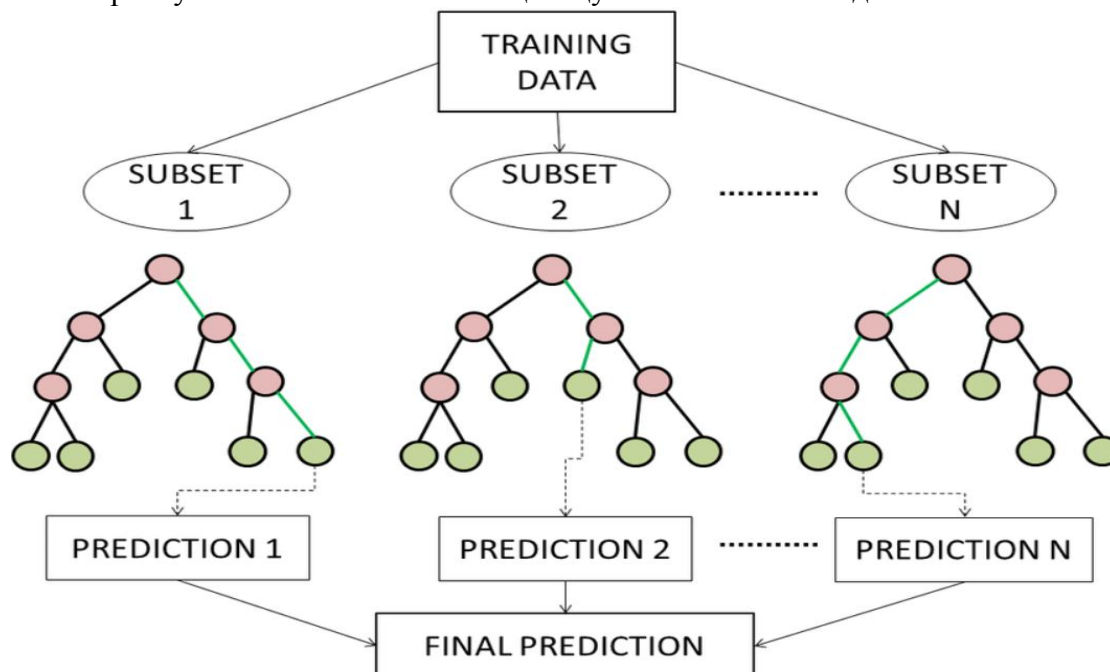 TRAINING
DATA
SUBSET
1
SUBSET
2
SUBSET
N
PREDICTION 1
PREDICTION 2
PREDICTION N
FINAL PREDICTION